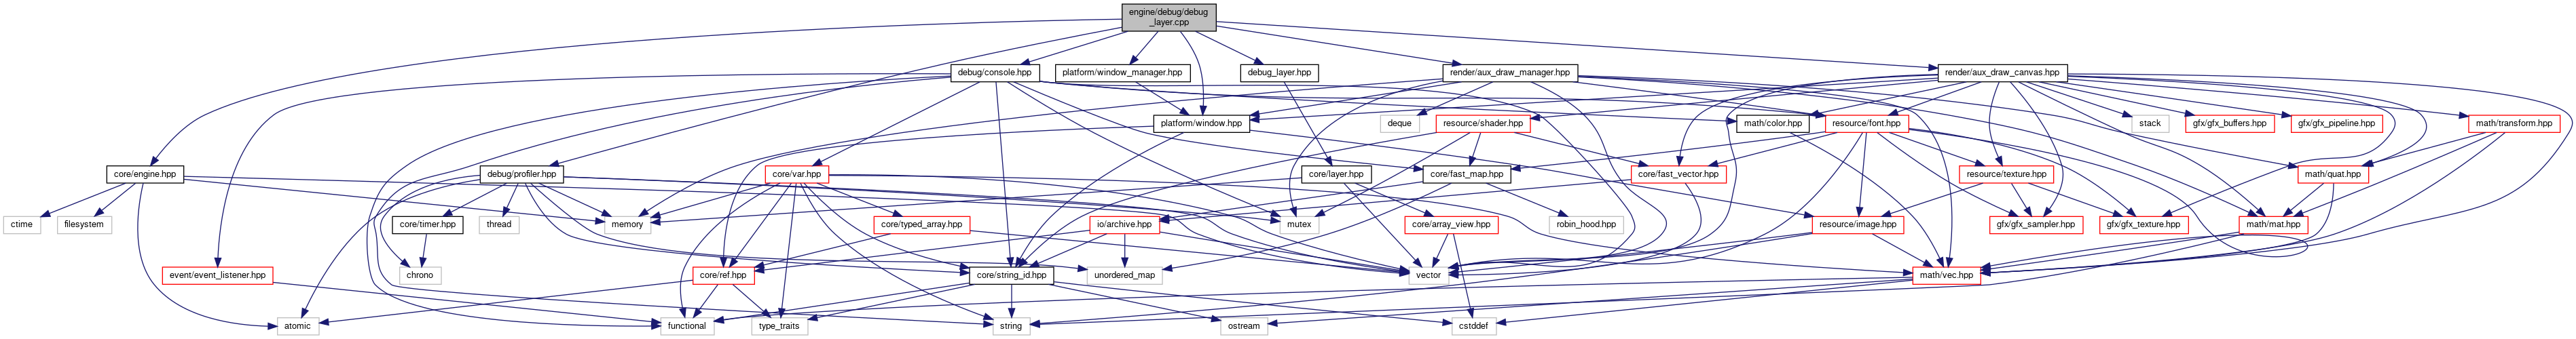 engine/debug/debug
_layer.cpp
debug/console.hpp
platform/window_manager.hpp
debug_layer.hpp
render/aux_draw_manager.hpp
render/aux_draw_canvas.hpp
platform/window.hpp
deque
resource/shader.hpp
math/color.hpp
resource/font.hpp
stack
gfx/gfx_buffers.hpp
gfx/gfx_pipeline.hpp
math/transform.hpp
core/engine.hpp
debug/profiler.hpp
core/var.hpp
core/layer.hpp
core/fast_map.hpp
core/fast_vector.hpp
resource/texture.hpp
math/quat.hpp
ctime
filesystem
core/timer.hpp
thread
memory
core/typed_array.hpp
io/archive.hpp
mutex
core/array_view.hpp
robin_hood.hpp
resource/image.hpp
gfx/gfx_sampler.hpp
gfx/gfx_texture.hpp
math/mat.hpp
event/event_listener.hpp
chrono
core/ref.hpp
core/string_id.hpp
unordered_map
vector
math/vec.hpp
atomic
functional
type_traits
string
ostream
cstddef